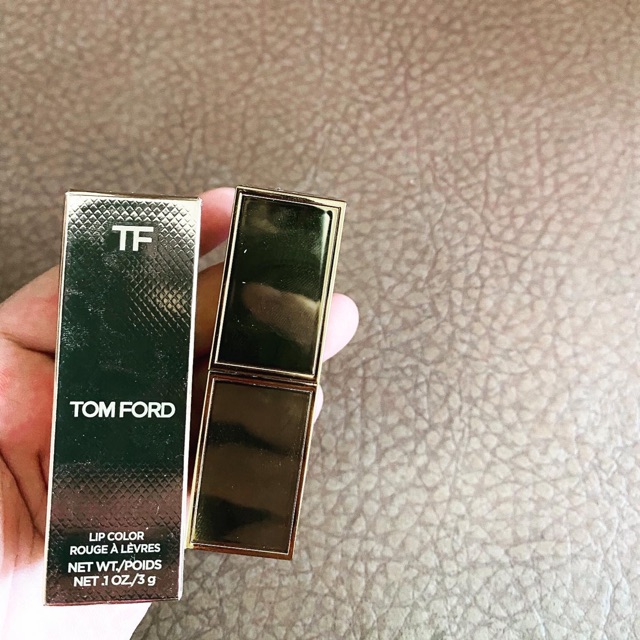 TF
TOM FORD
LIP COLOR
ROUGE À LÈVRES
NET WT./POIDS
NET .1 OZ./3 g